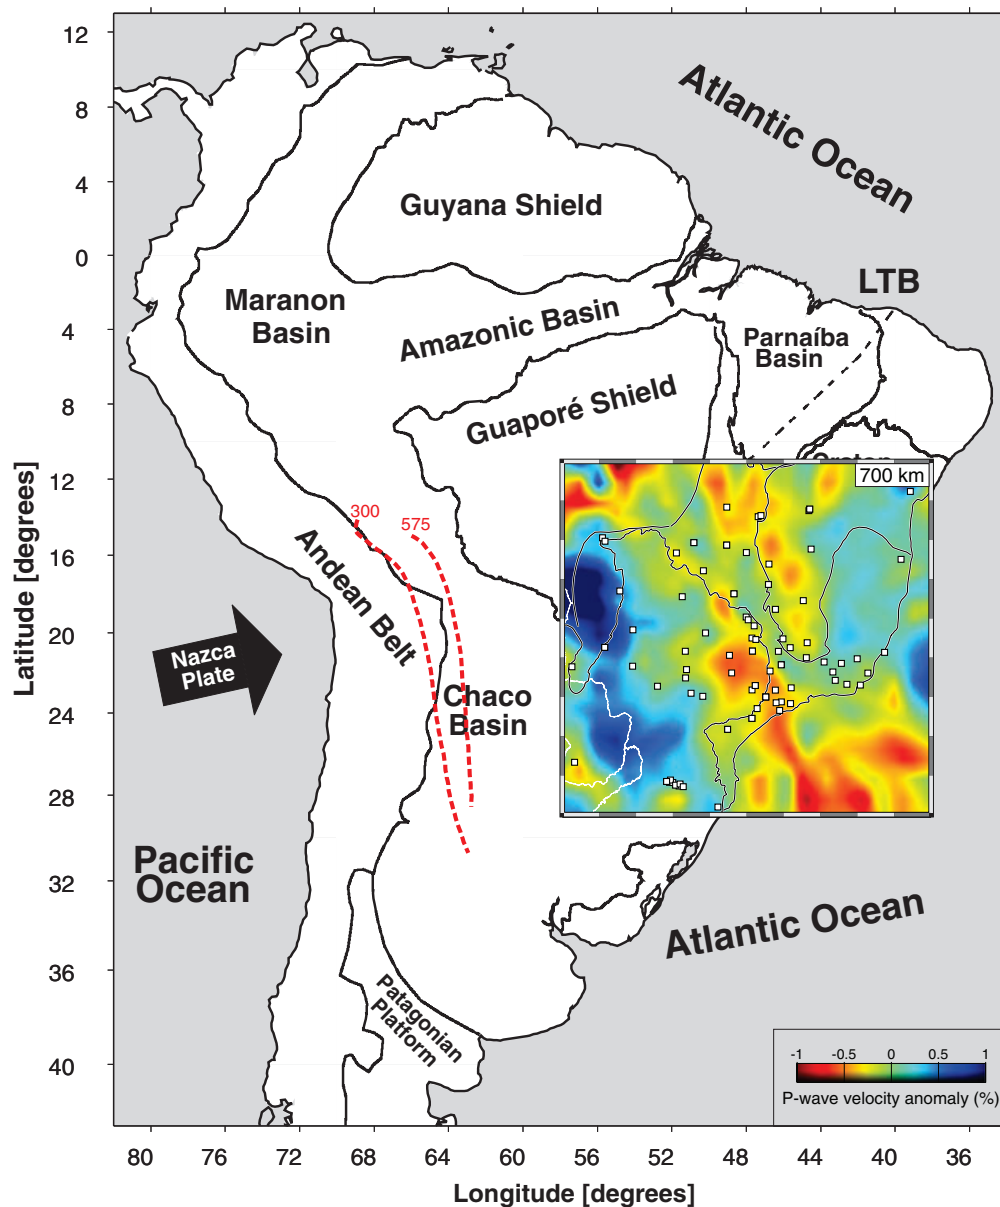 12
8
4
0
4
8
12
16
20
24
28
32
36
40
Latitude [degrees]
80
76
72
68
64
60
56
52
48
44
40
36
Longitude [degrees]
Atlantic Ocean
Guyana Shield
LTB
Maranon
Basin
Amazonic Basin
Parnaíba
Basin
Guaporé Shield
Craton
700 km
300
575
Andean Belt
Nazca
Plate
Chaco
Basin
Pacific
Ocean
Atlantic Ocean
Patagonian
Platform
-1
-0.5
0
0.5
1
P-wave velocity anomaly (%)